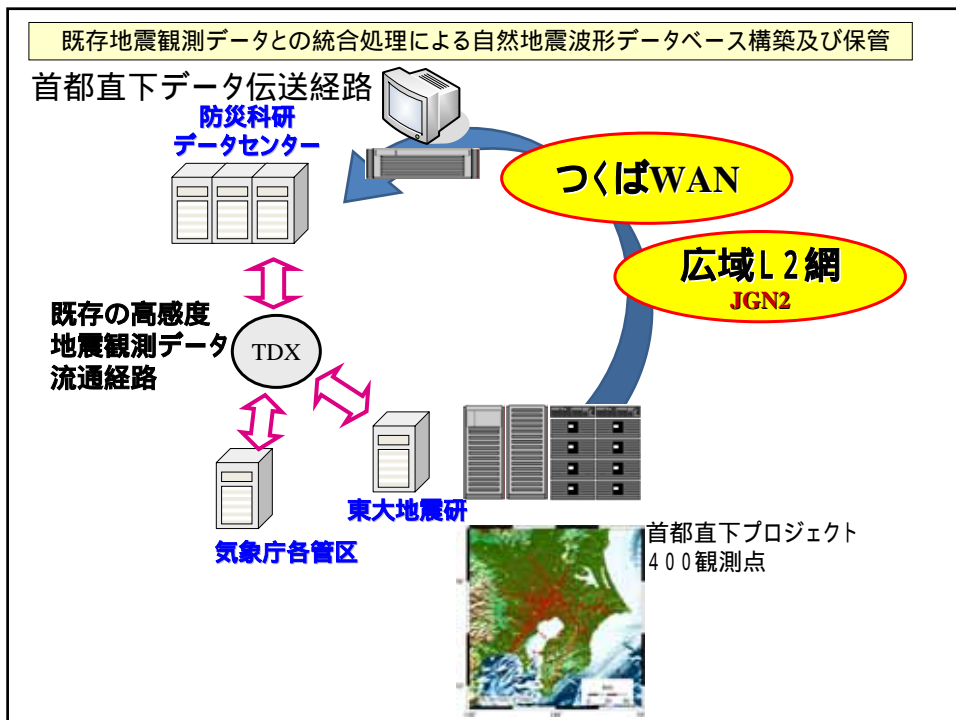 既存地震観測データとの統合処理による自然地震波形データベース構築及び保管
首都直下データ伝送経路
防災科研
データセンター
つくばWAN
広域L2網
JGN2
既存の高感度
地震観測データ
流通経路
TDX
東大地震研
気象庁各管区
首都直下プロジェクト
400観測点